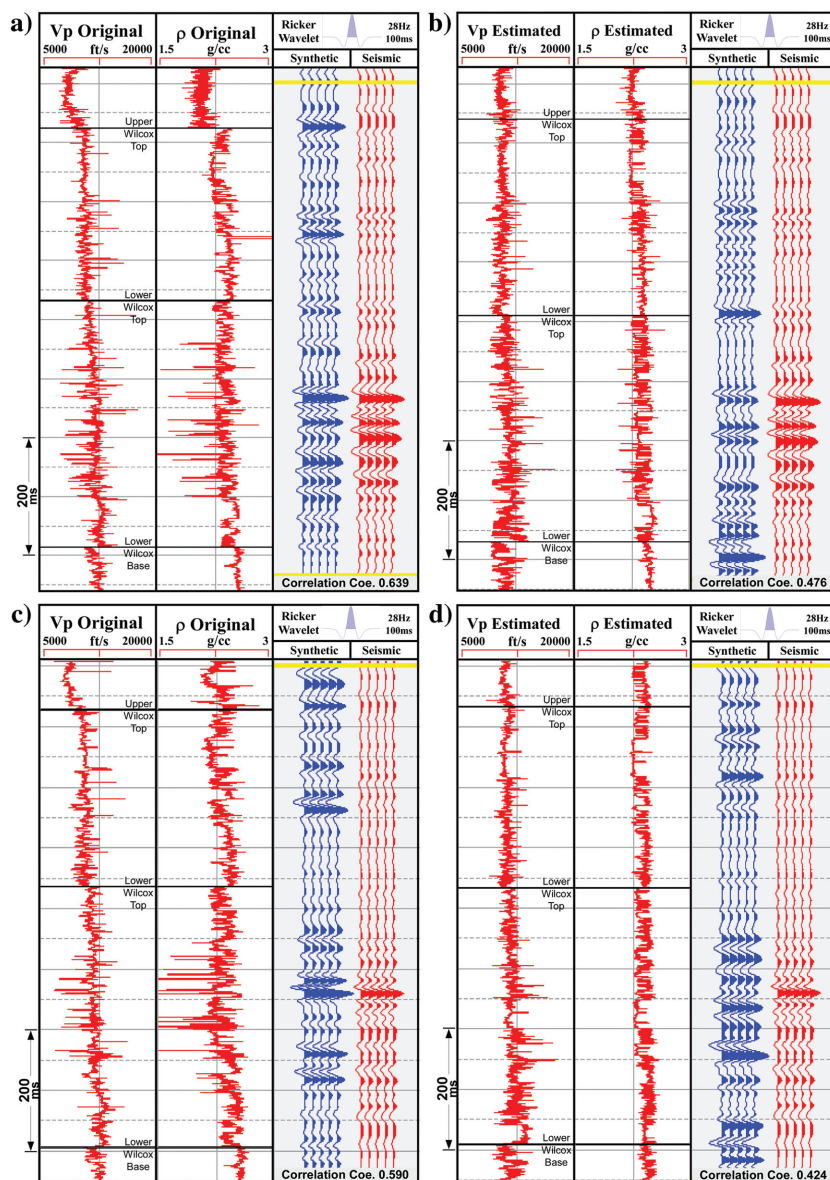 a)
Vp Original
5000 ft/s 20000
ρ Original
1.5 g/cc 3
Ricker Wavelet
28Hz
100ms
Synthetic Seismic
Upper
Wilcox
Top
Lower
Wilcox
Top
200
ms
Lower
Wilcox
Base
Correlation Coe. 0.639
b)
Vp Estimated
5000 ft/s 20000
ρ Estimated
1.5 g/cc 3
Ricker Wavelet
28Hz
100ms
Synthetic Seismic
Upper
Wilcox
Top
Lower
Wilcox
Top
200
ms
Lower
Wilcox
Base
Correlation Coe. 0.476
c)
Vp Original
5000 ft/s 20000
ρ Original
1.5 g/cc 3
Ricker Wavelet
28Hz
100ms
Synthetic Seismic
Upper
Wilcox
Top
Lower
Wilcox
Top
200
ms
Lower
Wilcox
Base
Correlation Coe. 0.590
d)
Vp Estimated
5000 ft/s 20000
ρ Estimated
1.5 g/cc 3
Ricker Wavelet
28Hz
100ms
Synthetic Seismic
Upper
Wilcox
Top
Lower
Wilcox
Top
200
ms
Lower
Wilcox
Base
Correlation Coe. 0.424